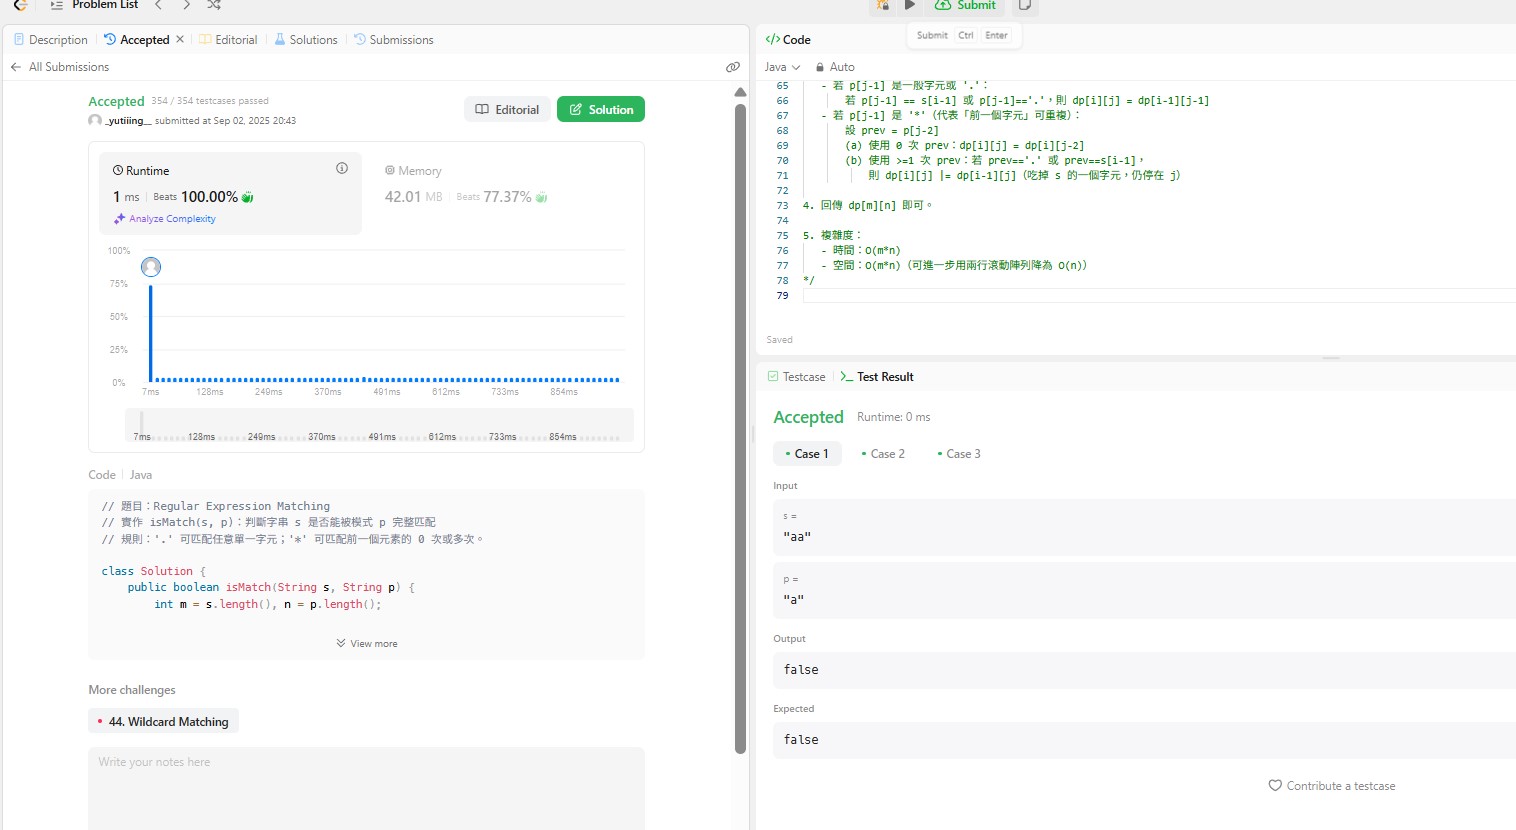 Problem List
Submit
Submit Ctrl Enter
Description Accepted Editorial Solutions Submissions
All Submissions
Accepted 354 / 354 testcases passed
_yutiiing__ submitted at Sep 02, 2025 20:43
Editorial Solution
Runtime
1 ms Beats 100.00%
Analyze Complexity
Memory
42.01 MB Beats 77.37%
100%
75%
50%
25%
0%
7ms 128ms 249ms 370ms 491ms 612ms 733ms 854ms
7ms 128ms 249ms 370ms 491ms 612ms 733ms 854ms
Code Java
// 題目：Regular Expression Matching
// 實作 isMatch(s, p)：判斷字串 s 是否能被模式 p 完整匹配
// 規則：'.' 可匹配任意單一字元；'*' 可匹配前一個元素的 0 次或多次。
class Solution {
public boolean isMatch(String s, String p) {
int m = s.length(), n = p.length();
View more
More challenges
44. Wildcard Matching
Write your notes here
Code
Java Auto
65 - 若 p[j-1] 是一般字元或 '.'：
66 若 p[j-1] == s[i-1] 或 p[j-1]=='.'，則 dp[i][j] = dp[i-1][j-1]
67 - 若 p[j-1] 是 '*'（代表「前一個字元」可重複）：
68 設 prev = p[j-2]
69 (a) 使用 0 次 prev：dp[i][j] = dp[i][j-2]
70 (b) 使用 >=1 次 prev：若 prev=='.' 或 prev==s[i-1]，
71 則 dp[i][j] |= dp[i-1][j]（吃掉 s 的一個字元，仍停在 j）
72
73 4. 回傳 dp[m][n] 即可。
74
75 5. 複雜度：
76 - 時間：O(m*n)
77 - 空間：O(m*n)（可進一步用兩行滾動陣列降為 O(n)）
78 */
79
Saved
Testcase Test Result
Accepted Runtime: 0 ms
Case 1 Case 2 Case 3
Input
s =
"aa"
p =
"a"
Output
false
Expected
false
Contribute a testcase